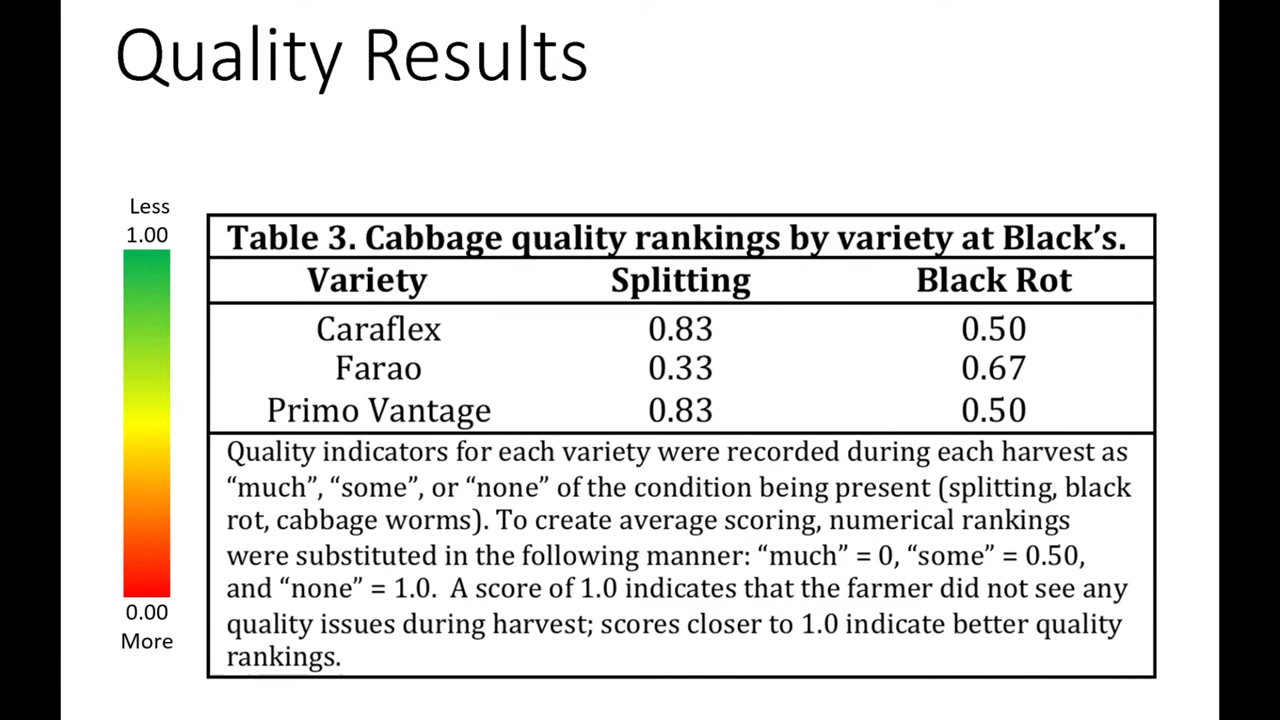 Quality Results
Less
1.00
Table 3. Cabbage quality rankings by variety at Black’s.
Variety Splitting Black Rot
Caraflex 0.83 0.50
Farao 0.33 0.67
Primo Vantage 0.83 0.50
Quality indicators for each variety were recorded during each harvest as
“much”, “some”, or “none” of the condition being present (splitting, black
rot, cabbage worms). To create average scoring, numerical rankings
were substituted in the following manner: “much” = 0, “some” = 0.50,
and “none” = 1.0.  A score of 1.0 indicates that the farmer did not see any
quality issues during harvest; scores closer to 1.0 indicate better quality
rankings.
0.00
More